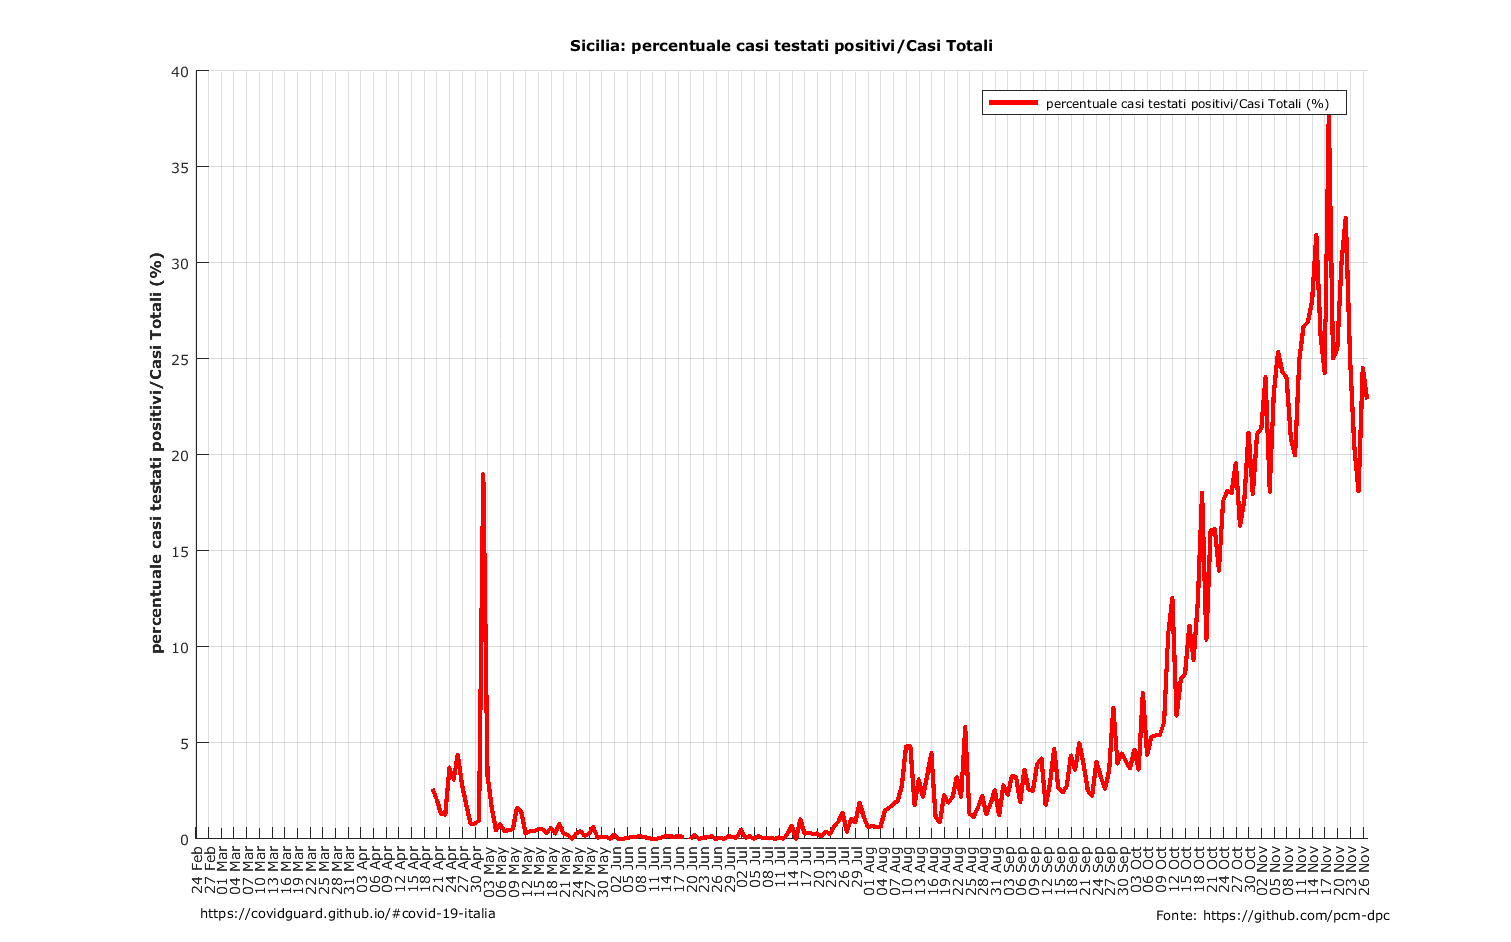 Sicilia: percentuale casi testati positivi/Casi Totali
percentuale casi testati positivi/Casi Totali (%)
percentuale casi testati positivi/Casi Totali (%)
40
35
30
25
20
15
10
5
0
24 Feb
27 Feb
01 Mar
04 Mar
07 Mar
10 Mar
13 Mar
16 Mar
19 Mar
22 Mar
25 Mar
28 Mar
31 Mar
03 Apr
06 Apr
09 Apr
12 Apr
15 Apr
18 Apr
21 Apr
24 Apr
27 Apr
30 Apr
03 May
06 May
09 May
12 May
15 May
18 May
21 May
24 May
27 May
30 May
02 Jun
05 Jun
08 Jun
11 Jun
14 Jun
17 Jun
20 Jun
23 Jun
26 Jun
29 Jun
02 Jul
05 Jul
08 Jul
11 Jul
14 Jul
17 Jul
20 Jul
23 Jul
26 Jul
29 Jul
01 Aug
04 Aug
07 Aug
10 Aug
13 Aug
16 Aug
19 Aug
22 Aug
25 Aug
28 Aug
31 Aug
03 Sep
06 Sep
09 Sep
12 Sep
15 Sep
18 Sep
21 Sep
24 Sep
27 Sep
30 Sep
03 Oct
06 Oct
09 Oct
12 Oct
15 Oct
18 Oct
21 Oct
24 Oct
27 Oct
30 Oct
02 Nov
05 Nov
08 Nov
11 Nov
14 Nov
17 Nov
20 Nov
23 Nov
26 Nov
https://covidguard.github.io/#covid-19-italia
Fonte: https://github.com/pcm-dpc